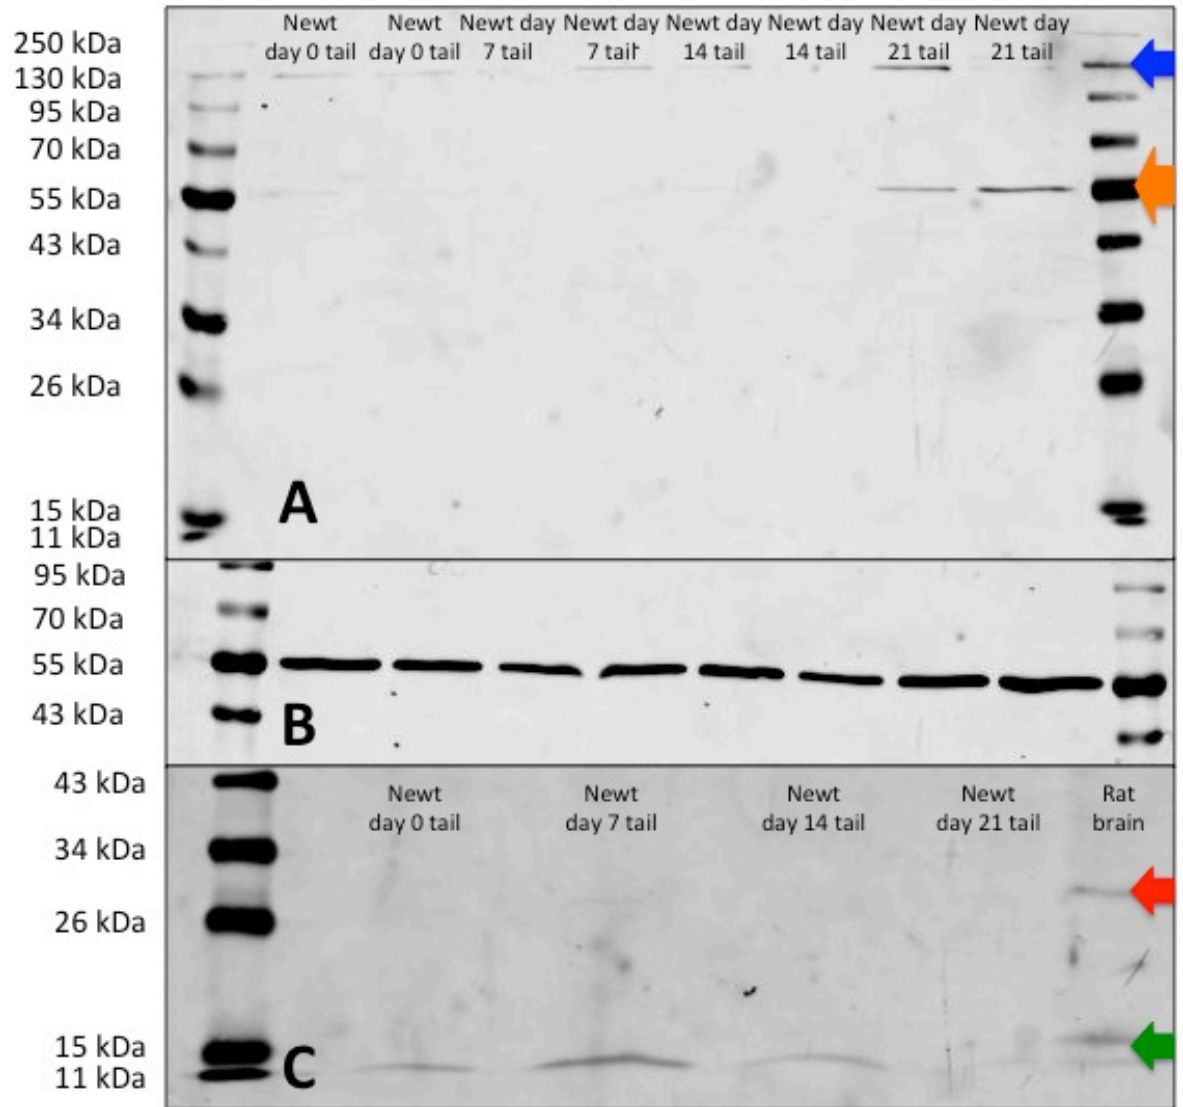 Newt Newt Newt day Newt day Newt day Newt day Newt day Newt day
day 0 tail day 0 tail 7 tail 7 tail 14 tail 14 tail 21 tail 21 tail
250 kDa
130 kDa
95 kDa
70 kDa
55 kDa
43 kDa
34 kDa
26 kDa
15 kDa
11 kDa
A
95 kDa
70 kDa
55 kDa
43 kDa
B
43 kDa
Newt Newt Newt Newt Rat
day 0 tail day 7 tail day 14 tail day 21 tail brain
34 kDa
26 kDa
15 kDa
11 kDa
C